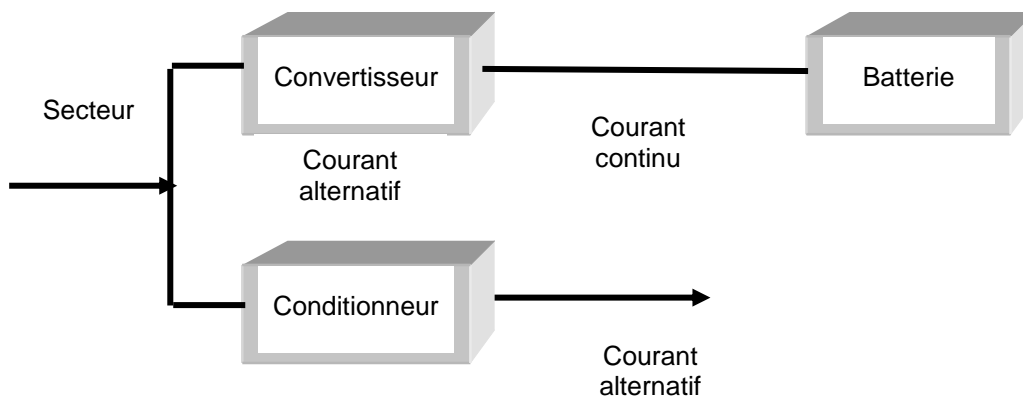 Convertisseur
Batterie
Secteur
Courant
continu
Courant
alternatif
Conditionneur
Courant
alternatif